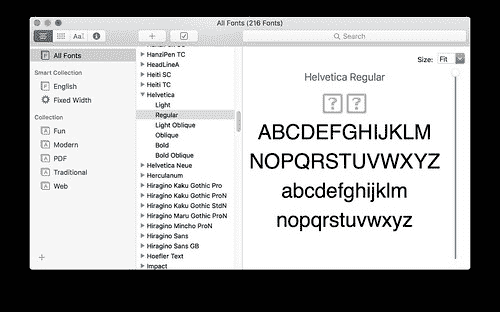 All Fonts (216 Fonts)
Aa
Search
All Fonts
Smart Collection
English
Fixed Width
Collection
Fun
Modern
PDF
Traditional
Web
HanziPen TC
HeadLineA
Heiti SC
Heiti TC
Helvetica
Light
Regular
Light Oblique
Oblique
Bold
Bold Oblique
Helvetica Neue
Herculanum
Hiragino Kaku Gothic Pro
Hiragino Kaku Gothic ProN
Hiragino Kaku Gothic StdN
Hiragino Maru Gothic ProN
Hiragino Mincho ProN
Hiragino Sans
Hiragino Sans GB
Hoefler Text
Impact
Size: Fit
Helvetica Regular
ABCDEFGHIJKLM
NOPQRSTUVWXYZ
abcdefghijklm
nopqrstuvwxyz